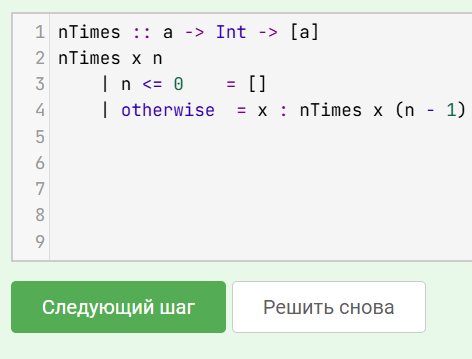 1 nTimes :: a -> Int -> [a]
2 nTimes x n
3     | n <= 0    = []
4     | otherwise  = x : nTimes x (n - 1)
5
6
7
8
9
Следующий шаг
Решить снова